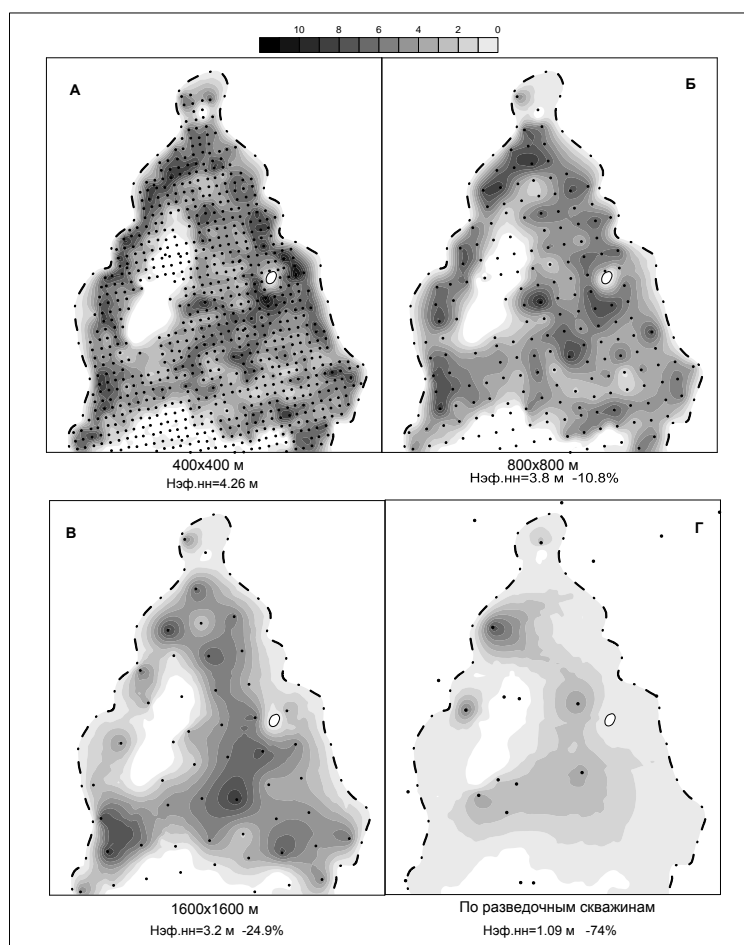 10 8 6 4 2 0
А
Б
400x400 м
Нэф.нн=4.26 м
800x800 м
Нэф.нн=3.8 м -10.8%
В
Г
1600x1600 м
Нэф.нн=3.2 м -24.9%
По разведочным скважинам
Нэф.нн=1.09 м -74%